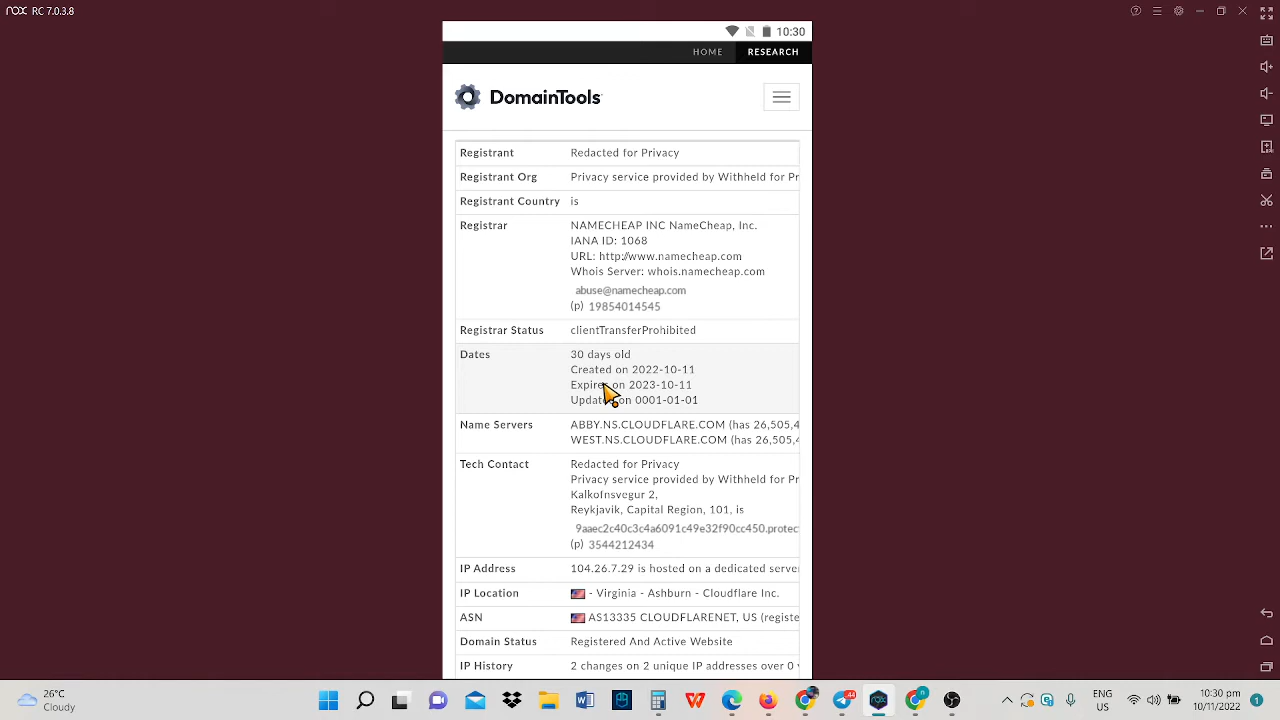 NOX RC 7.0.3.8
10:30
HOME RESEARCH
DomainTools
Registrant Redacted for Privacy
Registrant Org Privacy service provided by Withheld for Pr
Registrant Country is
Registrar NAMECHEAP INC NameCheap, Inc.
IANA ID: 1068
URL: http://www.namecheap.com
Whois Server: whois.namecheap.com
abuse@namecheap.com
(p) 19854014545
Registrar Status clientTransferProhibited
Dates 30 days old
Created on 2022-10-11
Expires on 2023-10-11
Updated on 0001-01-01
Name Servers ABBY.NS.CLOUDFLARE.COM (has 26,505,4
WEST.NS.CLOUDFLARE.COM (has 26,505,4
Tech Contact Redacted for Privacy
Privacy service provided by Withheld for Pr
Kalkofnsvegur 2,
Reykjavik, Capital Region, 101, is
9aaec2c40c3c4a6091c49e32f90cc450.protect
(p) 3544212434
IP Address 104.26.7.29 is hosted on a dedicated server
IP Location - Virginia - Ashburn - Cloudflare Inc.
ASN AS13335 CLOUDFLARENET, US (registe
Domain Status Registered And Active Website
IP History 2 changes on 2 unique IP addresses over 0 y
26°C
Cloudy
44
ENG
US
10:30 pm
10/11/2022
1